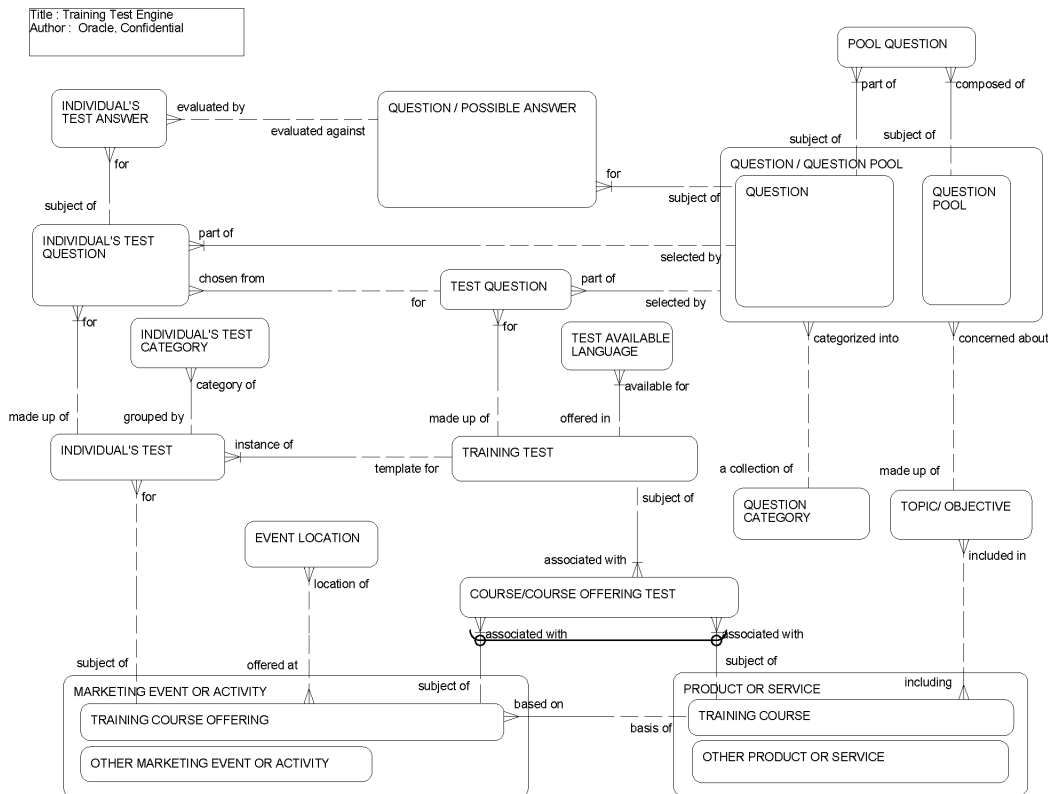 Title : Training Test Engine
Author : Oracle, Confidential
POOL QUESTION
part of
composed of
INDIVIDUAL'S
TEST ANSWER
evaluated by
evaluated against
QUESTION / POSSIBLE ANSWER
subject of
subject of
for
QUESTION / QUESTION POOL
for
subject of
QUESTION
QUESTION
POOL
subject of
INDIVIDUAL'S TEST
QUESTION
part of
selected by
chosen from
for
TEST QUESTION
part of
selected by
for
for
INDIVIDUAL'S TEST
CATEGORY
TEST AVAILABLE
LANGUAGE
categorized into
concerned about
category of
available for
made up of
grouped by
made up of
offered in
INDIVIDUAL'S TEST
instance of
template for
TRAINING TEST
a collection of
made up of
for
subject of
QUESTION
CATEGORY
TOPIC/ OBJECTIVE
EVENT LOCATION
included in
location of
associated with
COURSE/COURSE OFFERING TEST
associated with
associated with
subject of
offered at
subject of
subject of
including
MARKETING EVENT OR ACTIVITY
PRODUCT OR SERVICE
TRAINING COURSE OFFERING
based on
basis of
TRAINING COURSE
OTHER MARKETING EVENT OR ACTIVITY
OTHER PRODUCT OR SERVICE